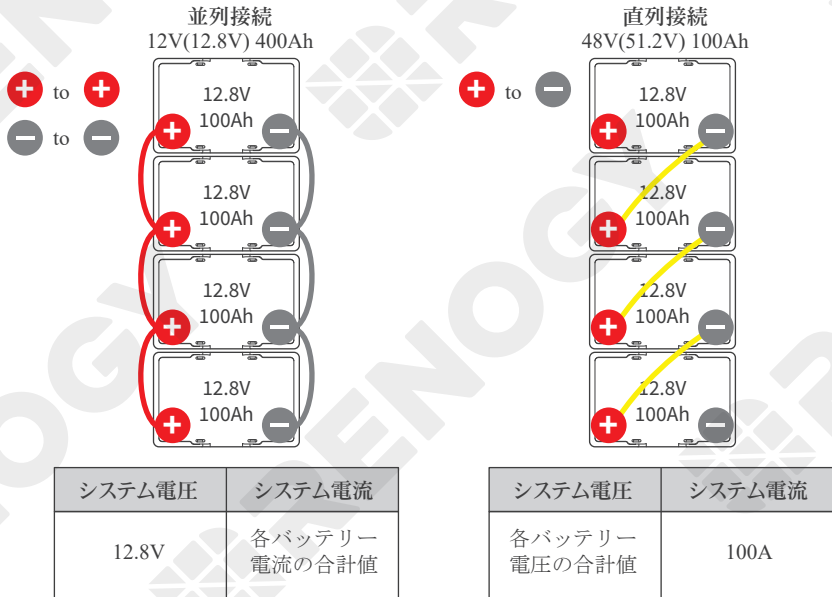 並列接続
12V(12.8V) 400Ah
+ to +
− to −
12.8V
100Ah
+ −
12.8V
100Ah
+ −
12.8V
100Ah
+ −
12.8V
100Ah
+ −
システム電圧 システム電流
12.8V 各バッテリー
電流の合計値
直列接続
48V(51.2V) 100Ah
+ to −
12.8V
100Ah
+ −
12.8V
100Ah
+ −
12.8V
100Ah
+ −
12.8V
100Ah
+ −
システム電圧 システム電流
各バッテリー 100A
電圧の合計値
RENOGY